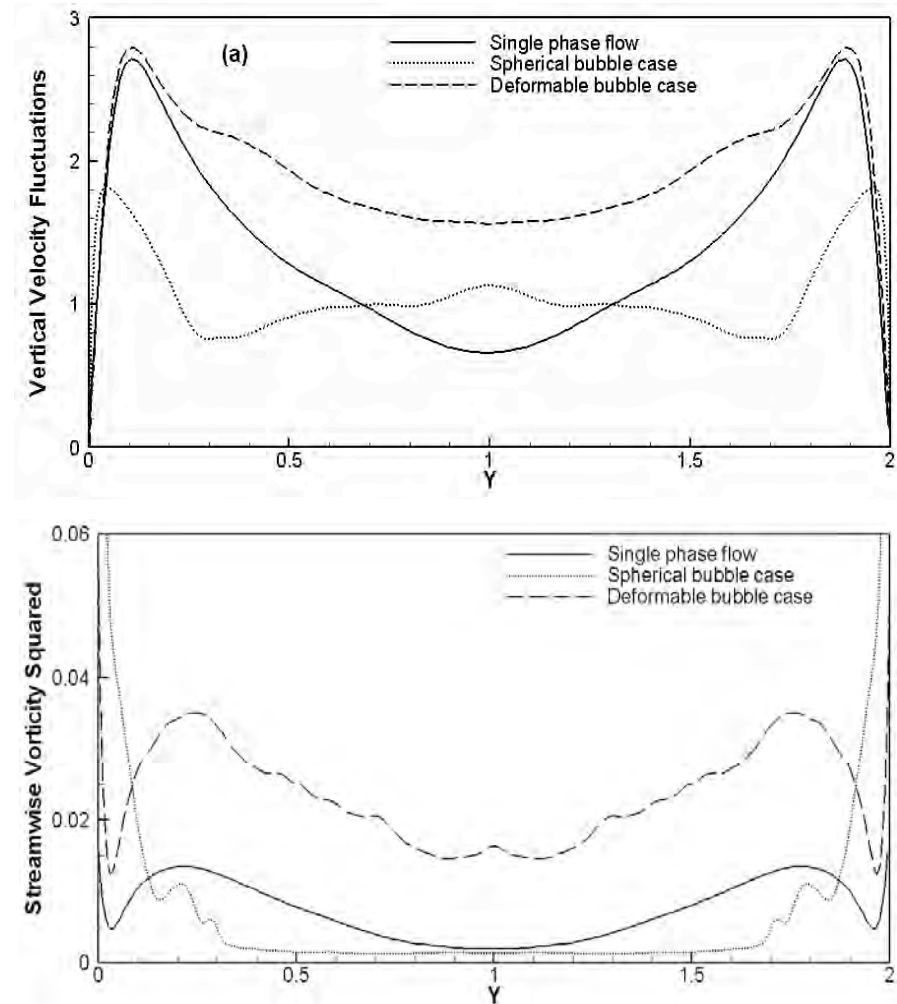 3
(a)
Single phase flow
Spherical bubble case
Deformable bubble case
2
Vertical Velocity Fluctuations
1
0
0
0.5
1
1.5
2
Y
0.06
Single phase flow
Spherical bubble case
Deformable bubble case
0.04
Streamwise Vorticity Squared
0.02
0
0
0.5
1
1.5
2
Y